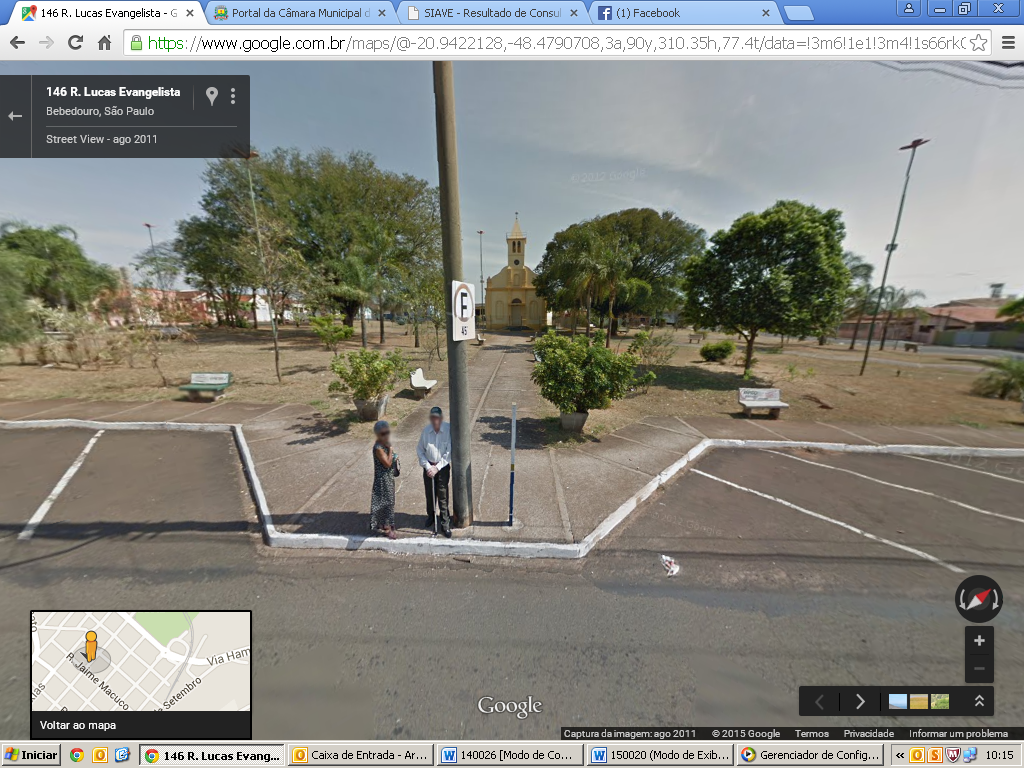 146 R. Lucas Evangelista - G
Portal da Câmara Municipal d
SIAVE - Resultado de Consul
(1) Facebook
https://www.google.com.br/maps/@-20.9422128,-48.4790708,3a,90y,310.35h,77.4t/data=!3m6!1e1!3m4!1s66rk
146 R. Lucas Evangelista
Bebedouro, São Paulo
Street View - ago 2011
© 2012 Google
E
45'
R. Jaime Macuco
Via Ham
Setembro
Voltar ao mapa
Google
Captura da imagem: ago 2011 © 2015 Google Termos Privacidade Informar um problema
Iniciar
146 R. Lucas Evang...
Caixa de Entrada - Ar...
140026 [Modo de Co...
150020 (Modo de Exib...
Gerenciador de Config...
10:15